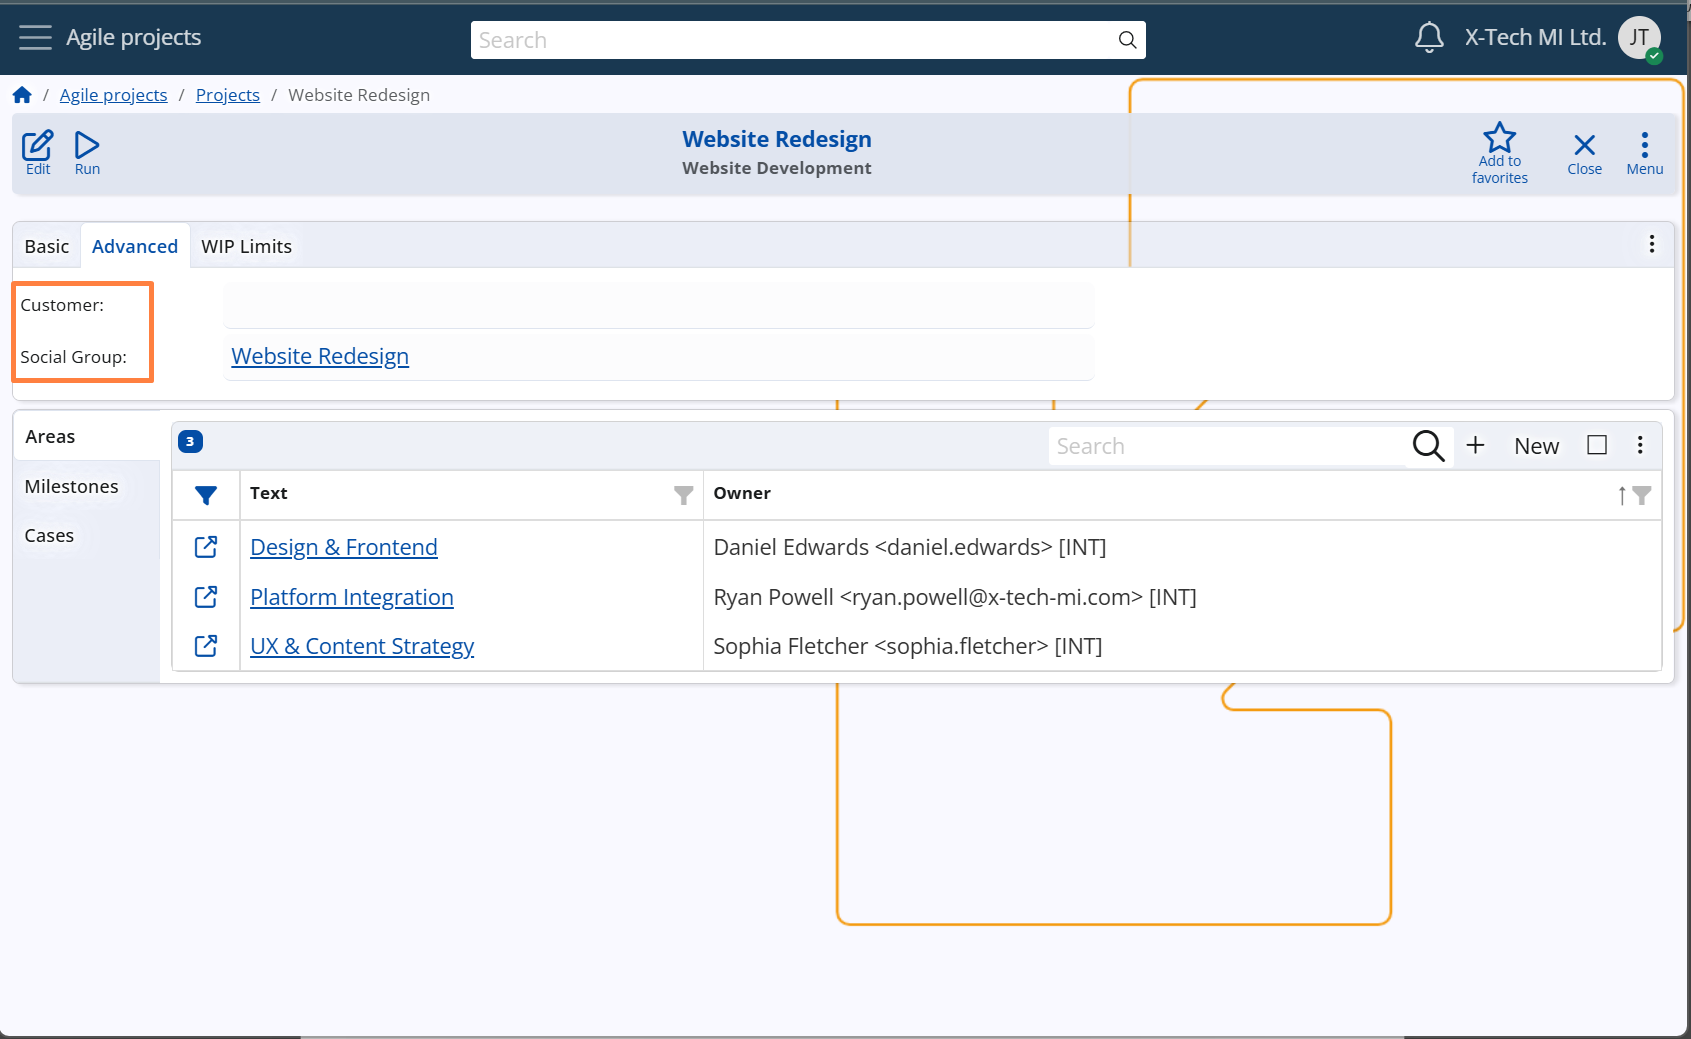 Agile projects
Search
X-Tech MI Ltd.
JT
/ Agile projects / Projects / Website Redesign
Edit
Run
Website Redesign
Website Development
Add to
favorites
Close
Menu
Basic
Advanced
WIP Limits
Customer:
Social Group:
Website Redesign
Areas
Milestones
Cases
3
Search
New
Text
Owner
Design & Frontend
Daniel Edwards <daniel.edwards> [INT]
Platform Integration
Ryan Powell <ryan.powell@x-tech-mi.com> [INT]
UX & Content Strategy
Sophia Fletcher <sophia.fletcher> [INT]